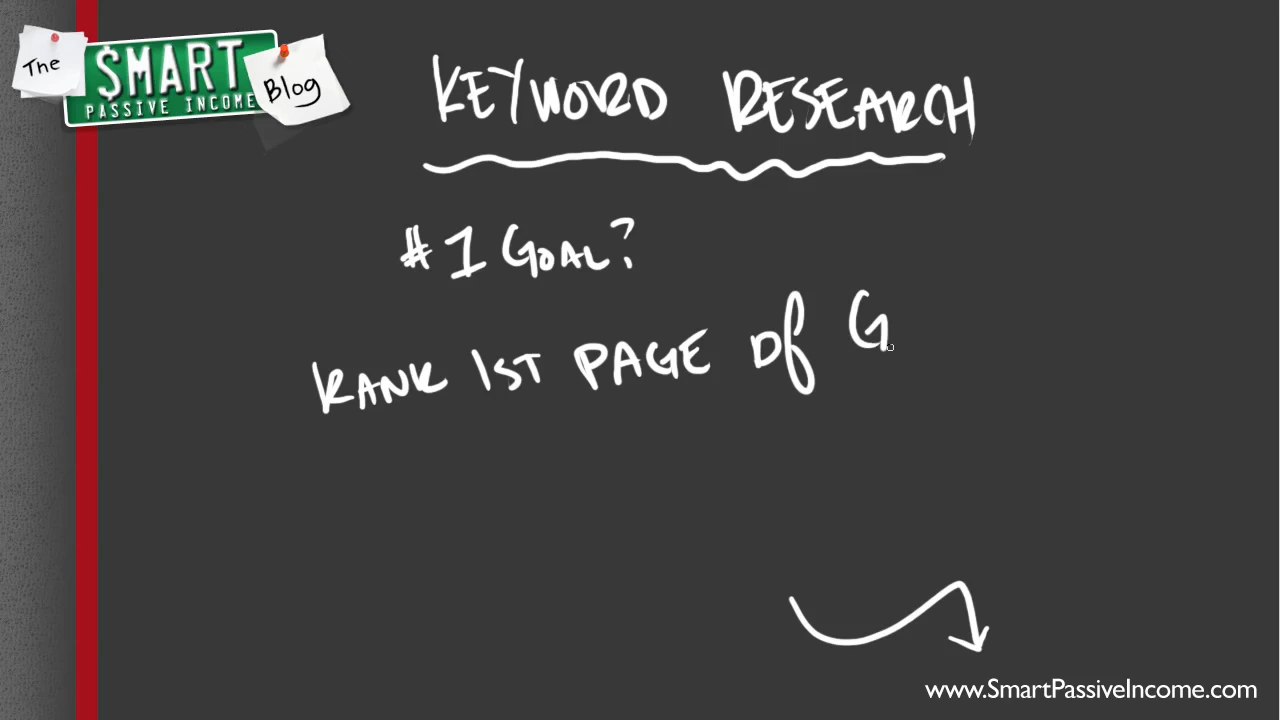 The
$MART
PASSIVE INCOME
Blog
KEYWORD RESEARCH
#1 GOAL?
RANK 1ST PAGE Of G
www.SmartPassiveIncome.com